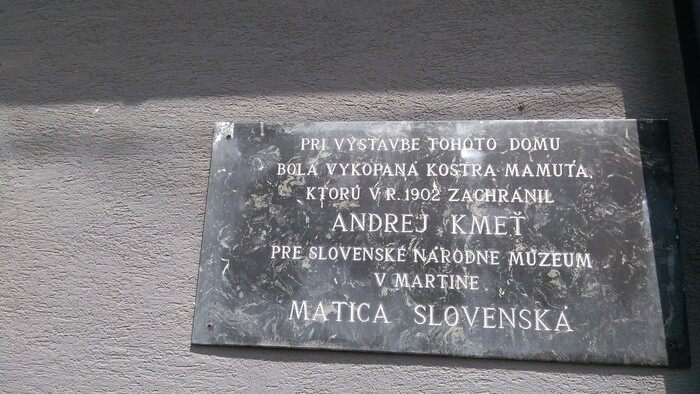 PRI VÝSTAVBE TOHOTO DOMU
BOLA VYKOPANÁ KOSTRA MAMUTA,
KTORÚ V R. 1902 ZACHRÁNIL
ANDREJ KMEŤ
PRE SLOVENSKÉ NÁRODNÉ MÚZEUM
V MARTINE.
MATICA SLOVENSKÁ